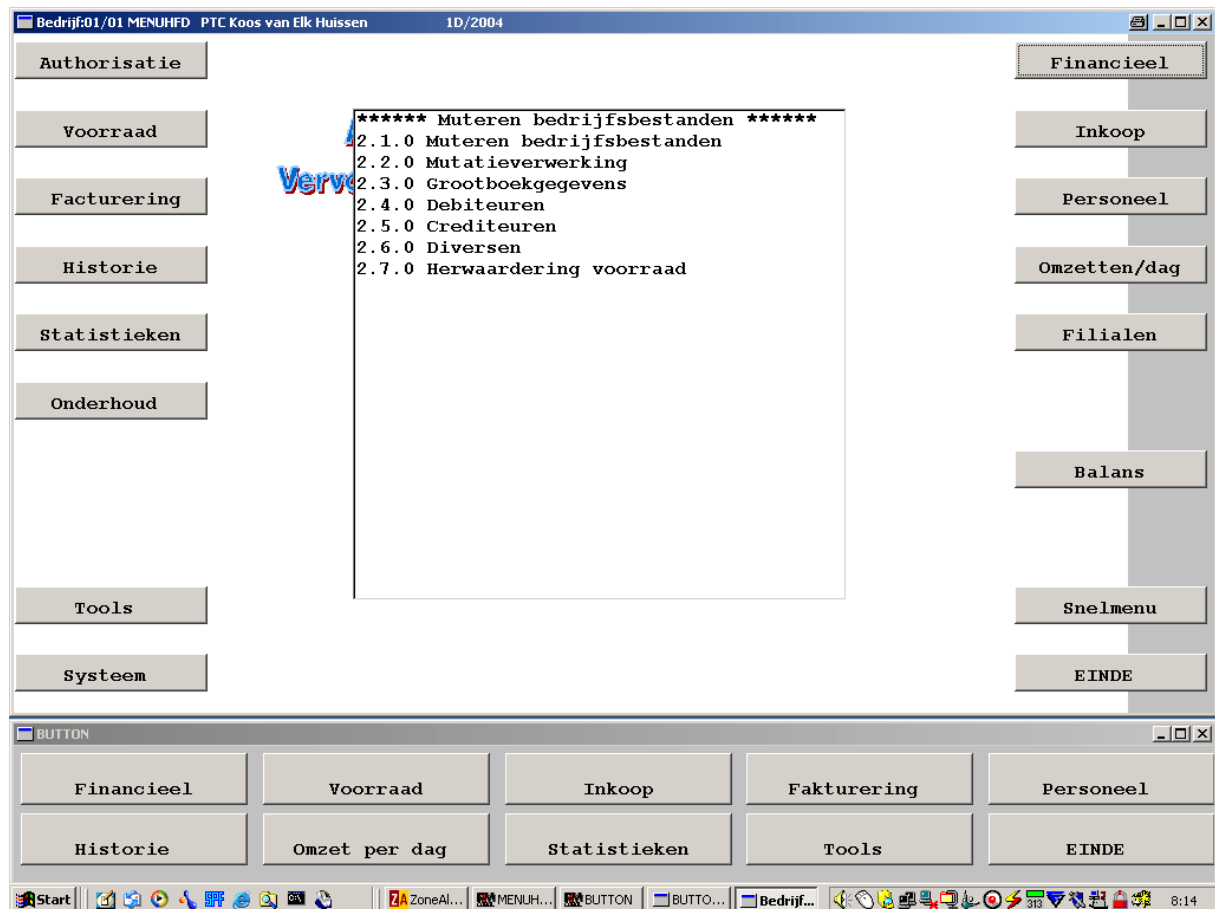 Bedrijf:01/01 MENUHFD PTC Koos van Elk Huissen 1D/2004
Authorisatie
Financieel
****** Muteren bedrijfsbestanden ******
Voorraad
Inkoop
2.1.0 Muteren bedrijfsbestanden
2.2.0 Mutatieverwerking
2.3.0 Grootboekgegevens
Facturering
Personeel
2.4.0 Debiteuren
2.5.0 Crediteuren
2.6.0 Diversen
Historie
2.7.0 Herwaardering voorraad
Omzetten/dag
Statistieken
Filialen
Onderhoud
Balans
Tools
Snelmenu
Systeem
EINDE
BUTTON
Financieel
Voorraad
Inkoop
Fakturering
Personeel
Historie
Omzet per dag
Statistieken
Tools
EINDE
Start
ZoneAl...
MENUH...
BUTTON
BUTTO...
Bedrijf...
313
8:14